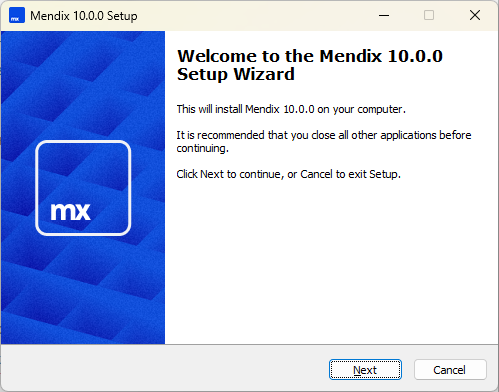 mx Mendix 10.0.0 Setup
Welcome to the Mendix 10.0.0
Setup Wizard
This will install Mendix 10.0.0 on your computer.
It is recommended that you close all other applications before
continuing.
Click Next to continue, or Cancel to exit Setup.
mx
Next Cancel